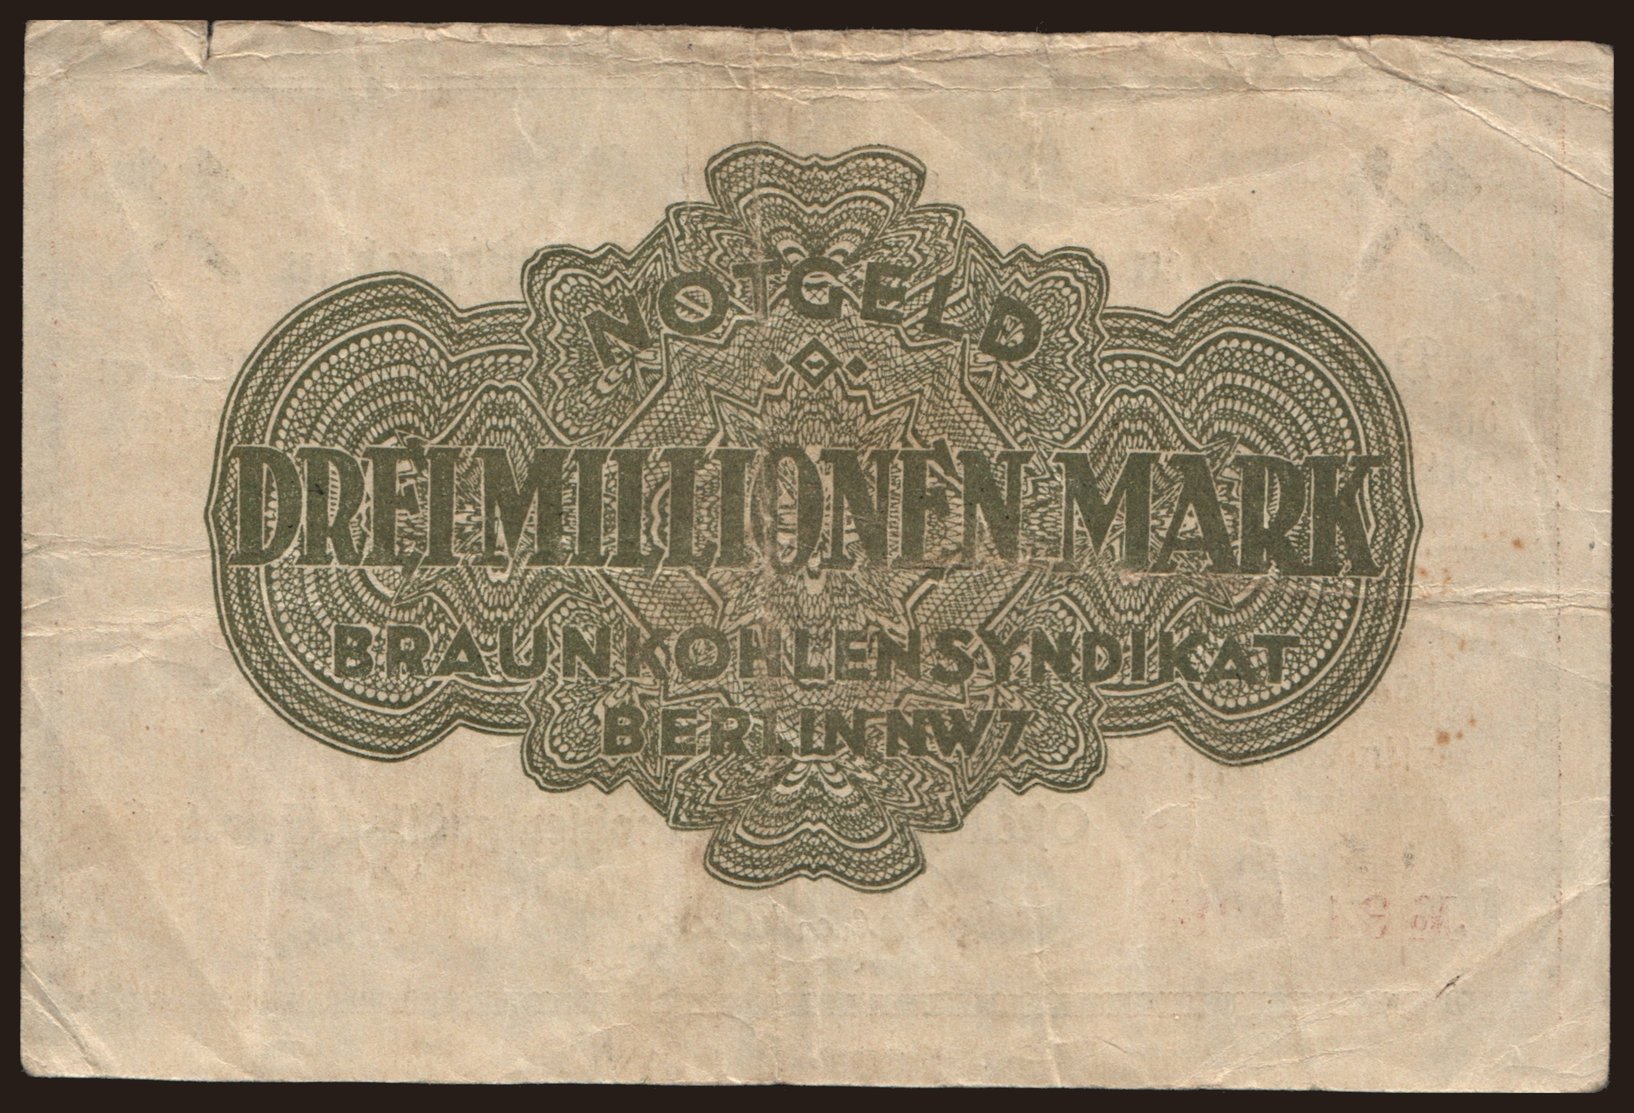 NOTGELD
DREI MILLIONEN MARK
BRAUNKOHLENSYNDIKAT
BERLIN NW7